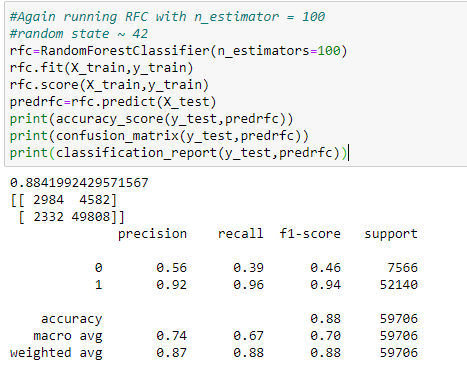 #Again running RFC with n_estimator = 100
#random state ~ 42
rfc=RandomForestClassifier(n_estimators=100)
rfc.fit(X_train,y_train)
rfc.score(X_train,y_train)
predrfc=rfc.predict(X_test)
print(accuracy_score(y_test,predrfc))
print(confusion_matrix(y_test,predrfc))
print(classification_report(y_test,predrfc))
0.8841992429571567
[[ 2984  4582]
 [ 2332 49808]]
              precision    recall  f1-score   support
           0       0.56      0.39      0.46      7566
           1       0.92      0.96      0.94     52140
    accuracy                           0.88     59706
   macro avg       0.74      0.67      0.70     59706
weighted avg       0.87      0.88      0.88     59706